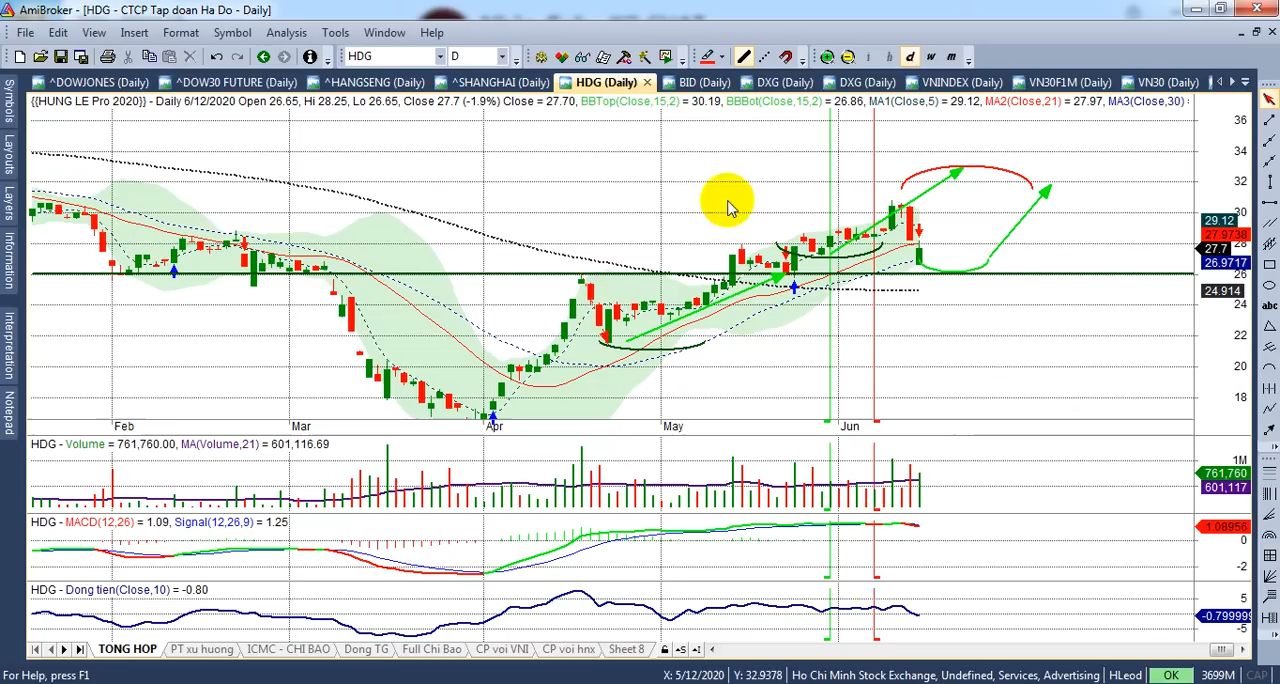 AmiBroker - [HDG - CTCP Tap doan Ha Do - Daily]
File Edit View Insert Format Symbol Analysis Tools Window Help
HDG D i h d w m
^DOWJONES (Daily) ^DOW30 FUTURE (Daily) ^HANGSENG (Daily) ^SHANGHAI (Daily) HDG (Daily) BID (Daily) DXG (Daily) DXG (Daily) VNINDEX (Daily) VN30F1M (Daily) VN30 (Daily)
Symbols
Layouts
Layers
Information
Interpretation
Notepad
abc
{{HUNG LE Pro 2020}} - Daily 6/12/2020 Open 26.65, Hi 28.25, Lo 26.65, Close 27.7 (-1.9%) Close = 27.70, BBTop(Close,15,2) = 30.19, BBBot(Close,15,2) = 26.86, MA1(Close,5) = 29.12, MA2(Close,21) = 27.97, MA3(Close,30) :
36
34
32
30
29.12
27.9738
28
27.7
26.9717
26
24.914
24
22
20
18
Feb Mar Apr May Jun
HDG - Volume = 761,760.00, MA(Volume,21) = 601,116.69
1M
761,760
601,117
HDG - MACD(12,26) = 1.09, Signal(12,26,9) = 1.25
1.08956
0
-2
HDG - Dong tien(Close,10) = -0.80
5
-0.799999
-5
TONG HOP PT xu huong ICMC - CHI BAO Dong TG Full Chi Bao CP voi VNI CP voi hnx Sheet 8
For Help, press F1 X: 5/12/2020 Y: 32.9378 Ho Chi Minh Stock Exchange, Undefined, Services, Advertising HLeod OK 3699M CAP